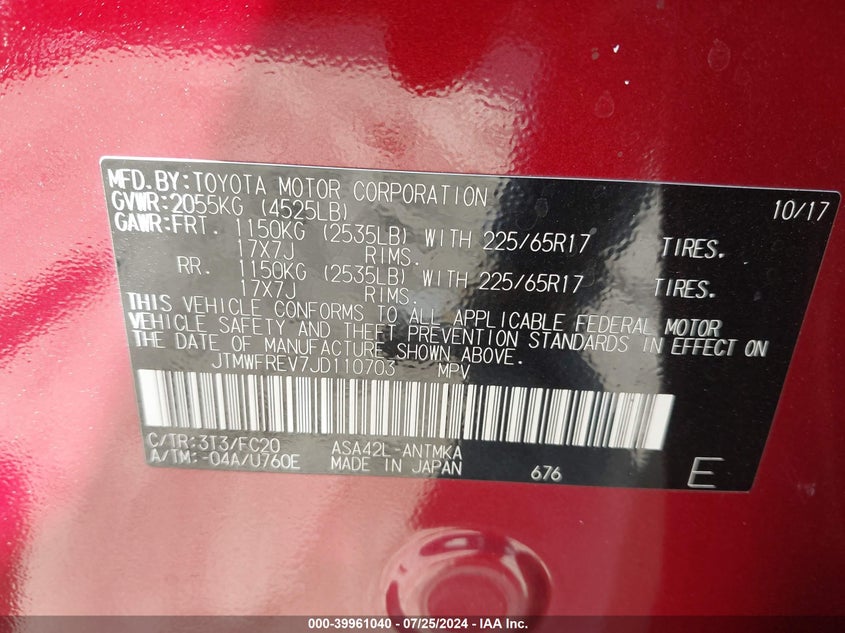 MFD.BY:TOYOTA MOTOR CORPORATION 10/17
GVWR:2055KG (4525LB)
GAWR:FRT. 1150KG (2535LB) WITH 225/65R17 TIRES.
17X7J RIMS.
RR. 1150KG (2535LB) WITH 225/65R17 TIRES.
17X7J RIMS.
THIS VEHICLE CONFORMS TO ALL APPLICABLE FEDERAL MOTOR
VEHICLE SAFETY AND THEFT PREVENTION STANDARDS IN EFFECT ON
THE DATE OF MANUFACTURE SHOWN ABOVE.
JTMWFREV7JD110703 MPV
C/TR:3T3/FC20 ASA42L-ANTMKA
A/TM:-04A/U760E MADE IN JAPAN 676 E
000-39961040 - 07/25/2024 - IAA Inc.